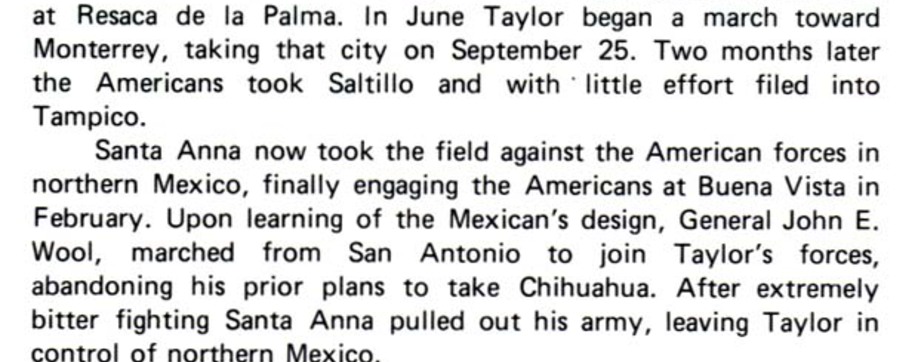 at Resaca de la Palma. In June Taylor began a march toward
Monterrey, taking that city on September 25. Two months later
the Americans took Saltillo and with little effort filed into
Tampico.
Santa Anna now took the field against the American forces in
northern Mexico, finally engaging the Americans at Buena Vista in
February. Upon learning of the Mexican's design, General John E.
Wool, marched from San Antonio to join Taylor's forces,
abandoning his prior plans to take Chihuahua. After extremely
bitter fighting Santa Anna pulled out his army, leaving Taylor in
control of northern Mexico.